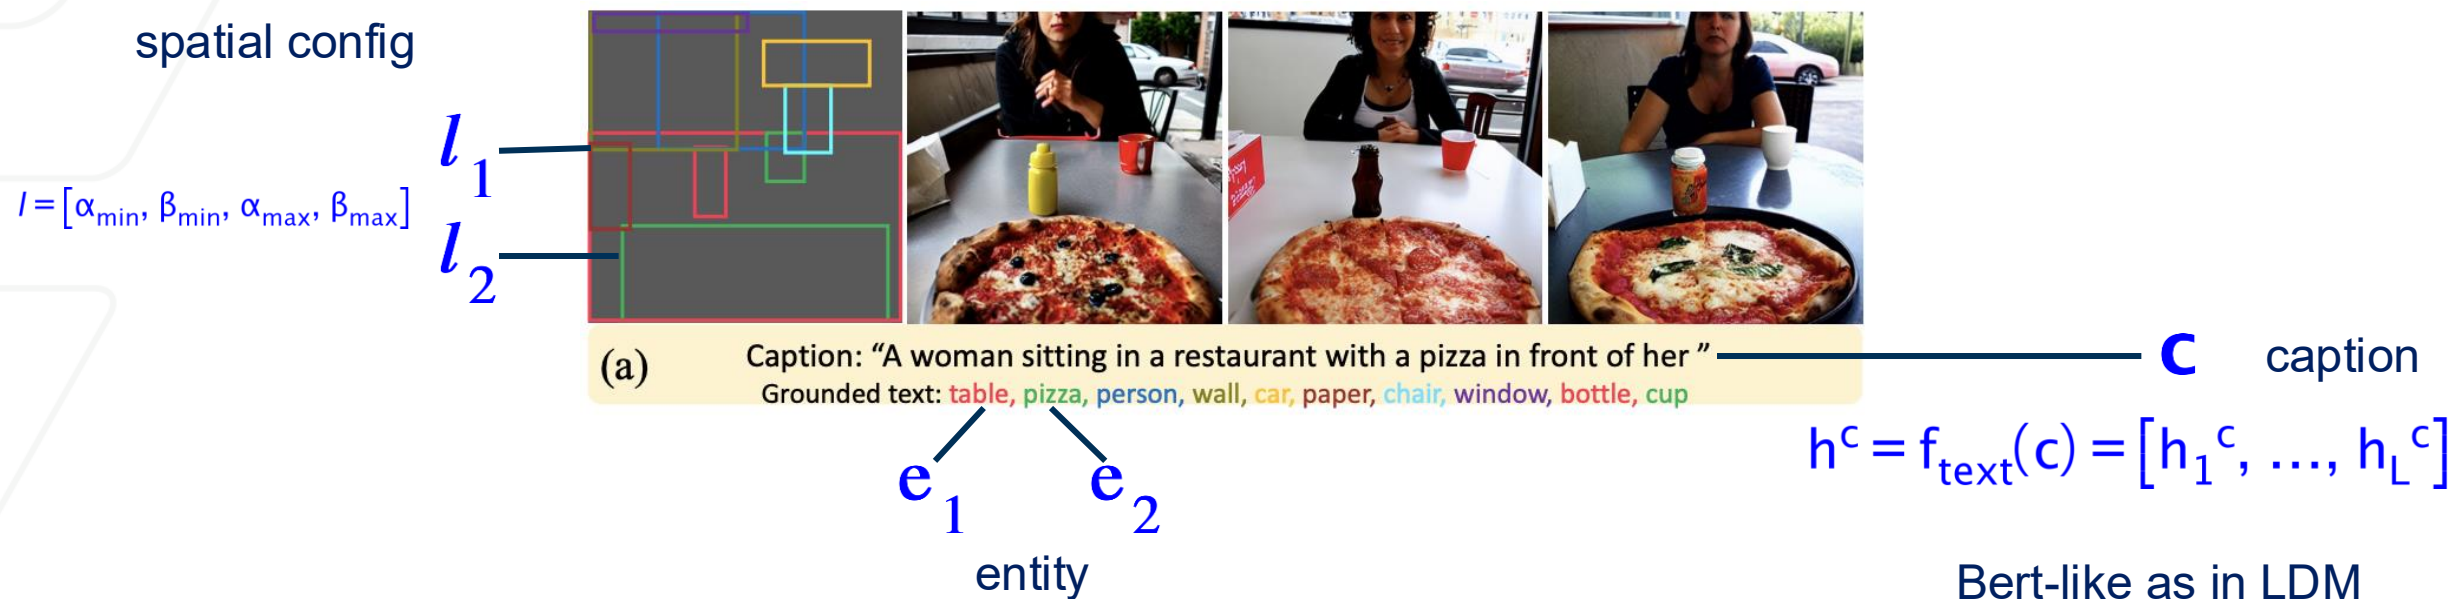 spatial config
l1
l = [αmin, βmin, αmax, βmax]
l2
(a)
Caption: “A woman sitting in a restaurant with a pizza in front of her ”
Grounded text: table, pizza, person, wall, car, paper, chair, window, bottle, cup
c caption
e1 e2
entity
hᶜ = ftext(c) = [h1ᶜ, ..., hLᶜ]
Bert-like as in LDM